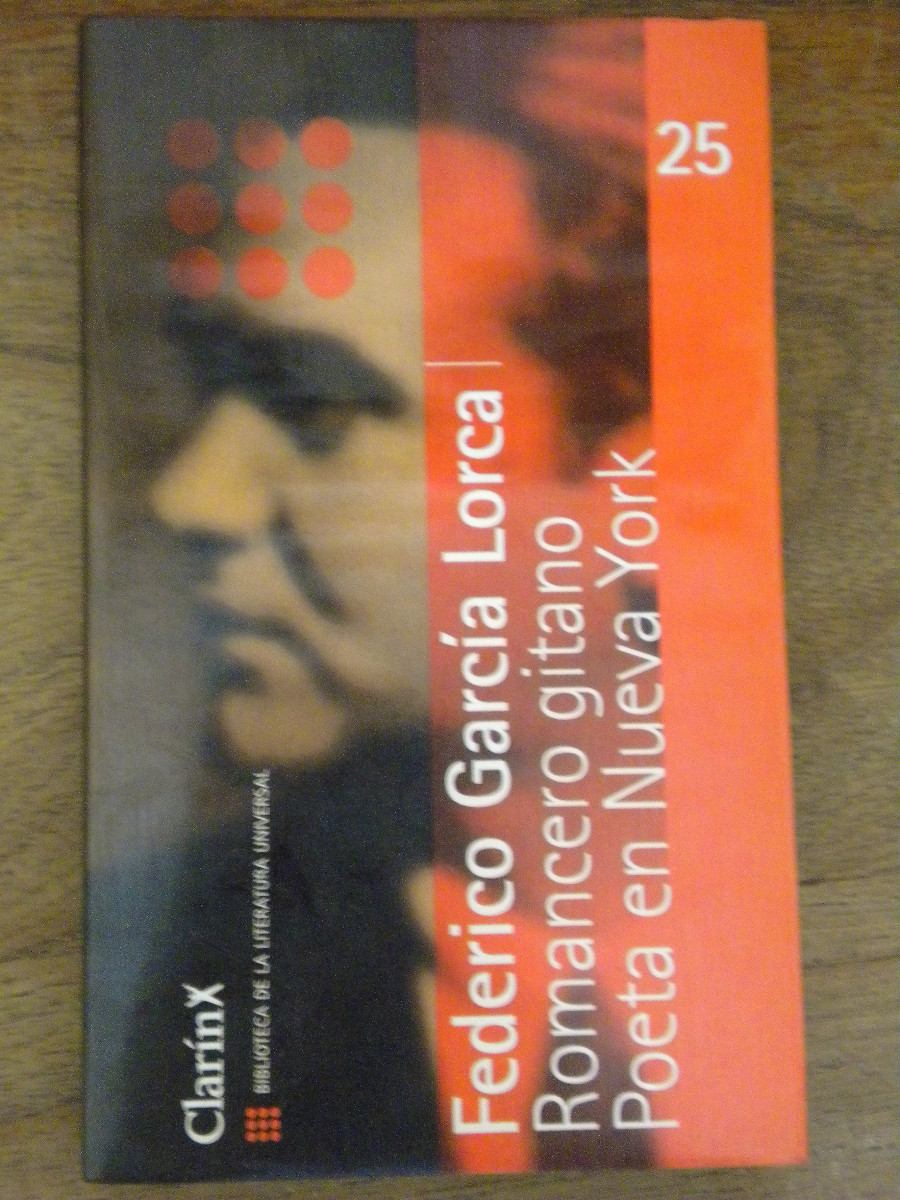 Clarín
BIBLIOTECA DE LA LITERATURA UNIVERSAL
Federico García Lorca
Romancero gitano
Poeta en Nueva York
25